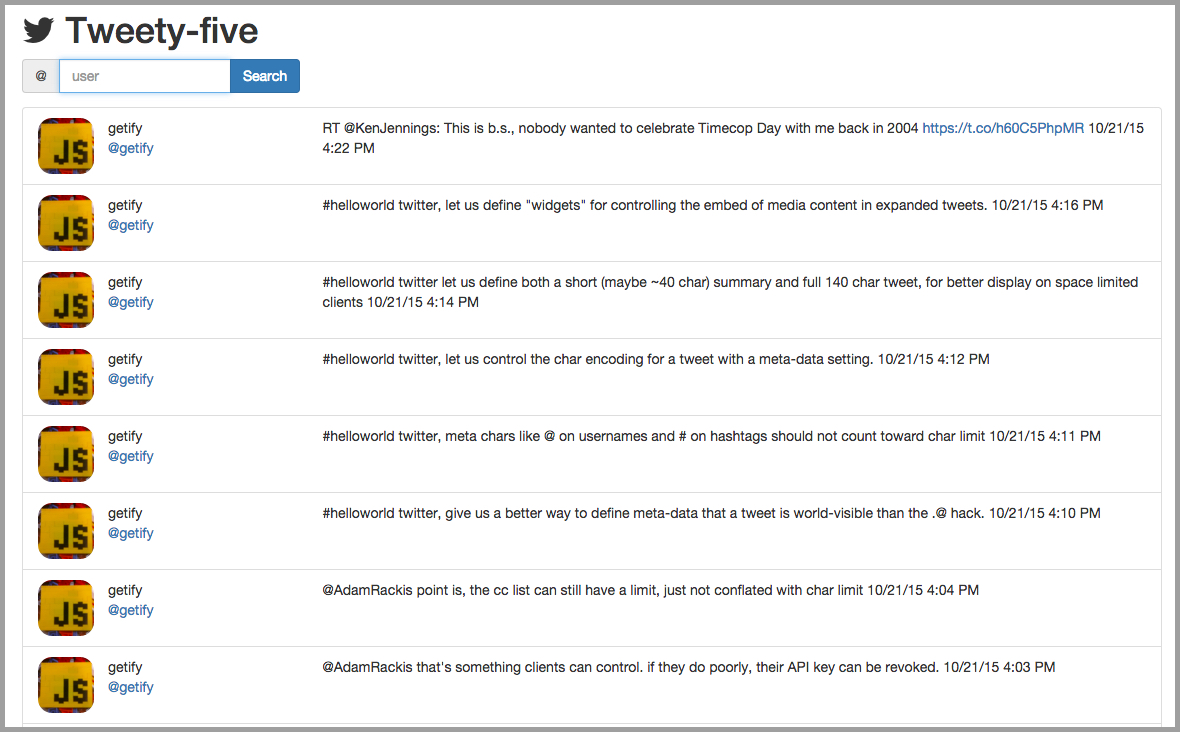 Tweety-five
@ user Search
JS getify RT @KenJennings: This is b.s., nobody wanted to celebrate Timecop Day with me back in 2004 https://t.co/h60C5PhpMR 10/21/15
@getify 4:22 PM
JS getify #helloworld twitter, let us define "widgets" for controlling the embed of media content in expanded tweets. 10/21/15 4:16 PM
@getify
JS getify #helloworld twitter let us define both a short (maybe ~40 char) summary and full 140 char tweet, for better display on space limited
@getify clients 10/21/15 4:14 PM
JS getify #helloworld twitter, let us control the char encoding for a tweet with a meta-data setting. 10/21/15 4:12 PM
@getify
JS getify #helloworld twitter, meta chars like @ on usernames and # on hashtags should not count toward char limit 10/21/15 4:11 PM
@getify
JS getify #helloworld twitter, give us a better way to define meta-data that a tweet is world-visible than the .@ hack. 10/21/15 4:10 PM
@getify
JS getify @AdamRackis point is, the cc list can still have a limit, just not conflated with char limit 10/21/15 4:04 PM
@getify
JS getify @AdamRackis that's something clients can control. if they do poorly, their API key can be revoked. 10/21/15 4:03 PM
@getify